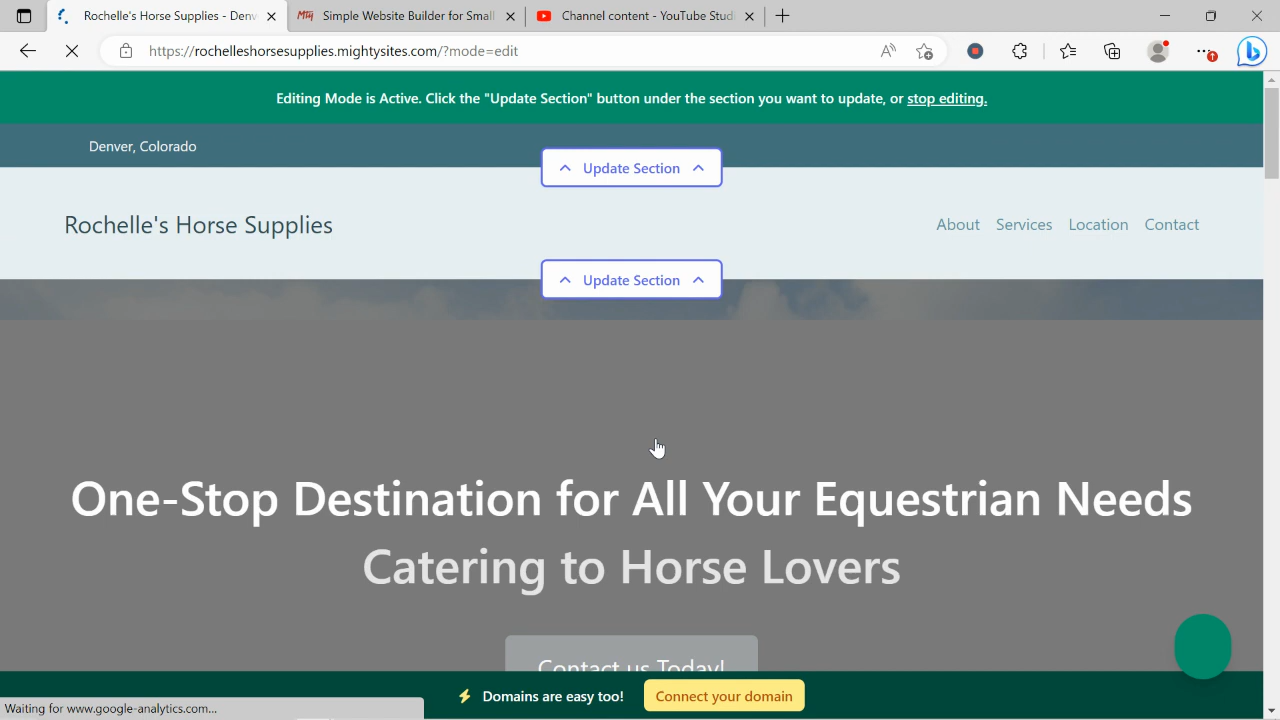 Rochelle's Horse Supplies - Denv
Simple Website Builder for Small
Channel content - YouTube Studi
https://rochelleshorsesupplies.mightysites.com/?mode=edit
Editing Mode is Active. Click the "Update Section" button under the section you want to update, or stop editing.
Denver, Colorado
Update Section
Rochelle's Horse Supplies
About Services Location Contact
Update Section
One-Stop Destination for All Your Equestrian Needs
Catering to Horse Lovers
Contact us Today!
Domains are easy too! Connect your domain
Waiting for www.google-analytics.com...